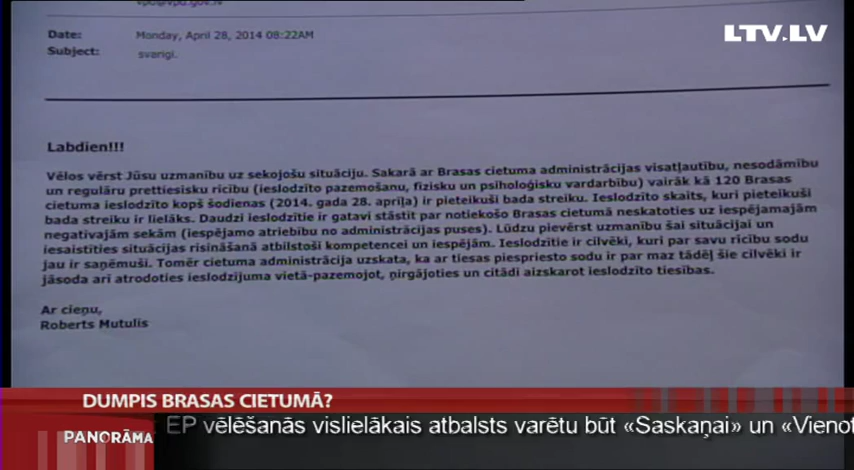 vpd@vpd.gov.lv
LTV.LV
Date: Monday, April 28, 2014 08:22AM
Subject: svarigi.
Labdien!!!
Vēlos vērst Jūsu uzmanību uz sekojošu situāciju. Sakarā ar Brasas cietuma administrācijas visatļautību, nesodāmību
un regulāru prettiesisku rīcību (ieslodzīto pazemošanu, fizisku un psiholoģisku vardarbību) vairāk kā 120 Brasas
cietuma ieslodzīto kopš šodienas (2014. gada 28. aprīļa) ir pieteikuši bada streiku. Ieslodzīto skaits, kuri pieteikuši
bada streiku ir lielāks. Daudzi ieslodzītie ir gatavi stāstīt par notiekošo Brasas cietumā neskatoties uz iespējamajām
negatīvajām sekām (iespējamo atriebību no administrācijas puses). Lūdzu pievērst uzmanību šai situācijai un
iesaistīties situācijas risināšanā atbilstoši kompetencei un iespējām. Ieslodzītie ir cilvēki, kuri par savu rīcību sodu
jau ir saņēmuši. Tomēr cietuma administrācija uzskata, ka ar tiesas piespriesto sodu ir par maz tādēļ šie cilvēki ir
jāsoda arī atrodoties ieslodzījuma vietā-pazemojot, ņirgājoties un citādi aizskarot ieslodzīto tiesības.
Ar cieņu,
Roberts Mutulis
DUMPIS BRASAS CIETUMĀ?
PANORĀMA
EP vēlēšanās vislielākais atbalsts varētu būt «Saskaņai» un «Vienot